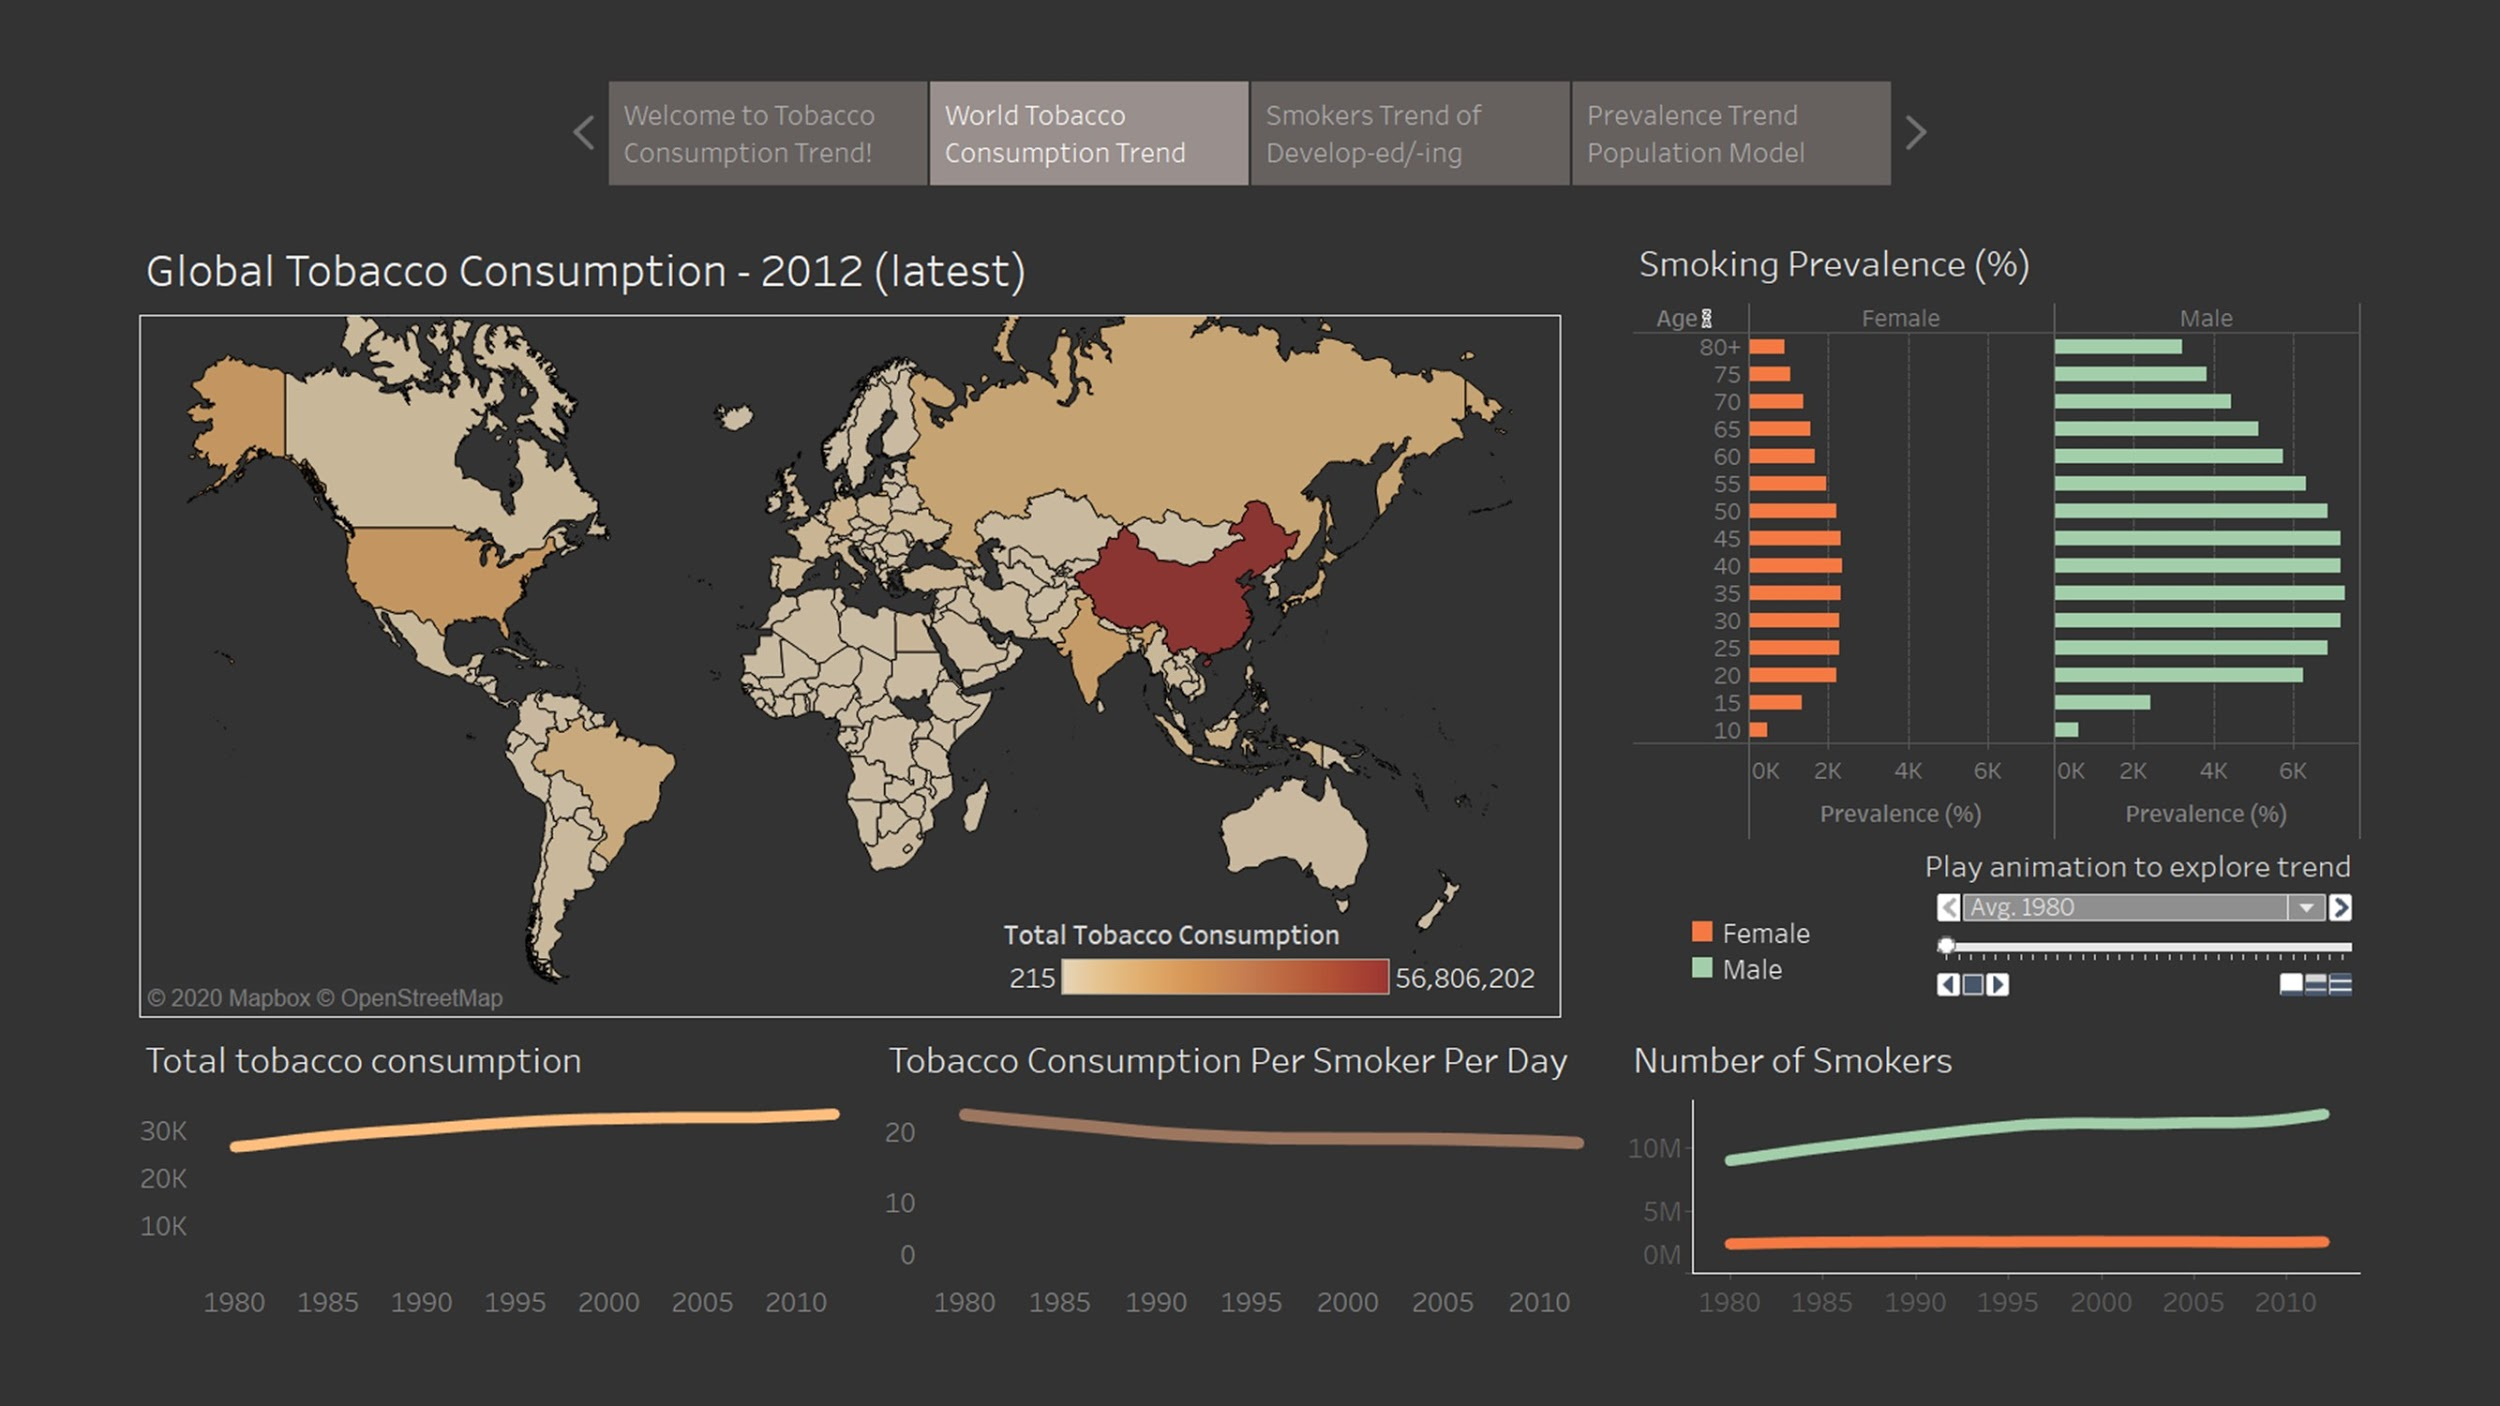 Welcome to Tobacco
Consumption Trend!
World Tobacco
Consumption Trend
Smokers Trend of
Develop-ed/-ing
Prevalence Trend
Population Model
Global Tobacco Consumption - 2012 (latest)
Total Tobacco Consumption
215 56,806,202
© 2020 Mapbox © OpenStreetMap
Smoking Prevalence (%)
Age Female Male
80+
75
70
65
60
55
50
45
40
35
30
25
20
15
10
0K 2K 4K 6K 0K 2K 4K 6K
Prevalence (%) Prevalence (%)
Play animation to explore trend
Avg. 1980
Female
Male
Total tobacco consumption
30K
20K
10K
1980 1985 1990 1995 2000 2005 2010
Tobacco Consumption Per Smoker Per Day
20
10
0
1980 1985 1990 1995 2000 2005 2010
Number of Smokers
10M
5M
0M
1980 1985 1990 1995 2000 2005 2010